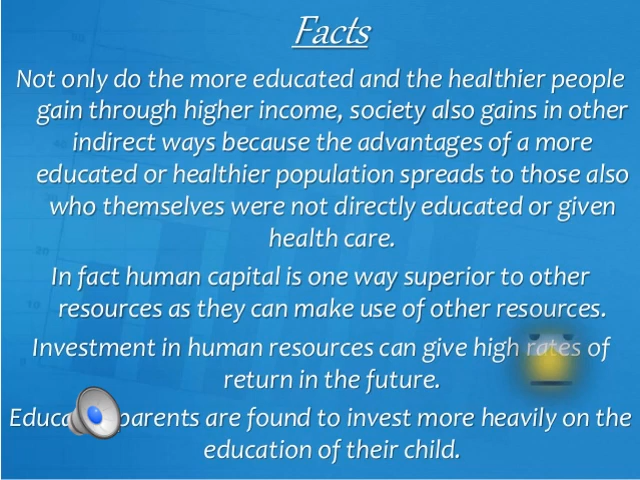 Facts
Not only do the more educated and the healthier people
gain through higher income, society also gains in other
indirect ways because the advantages of a more
educated or healthier population spreads to those also
who themselves were not directly educated or given
health care.
In fact human capital is one way superior to other
resources as they can make use of other resources.
Investment in human resources can give high rates of
return in the future.
parents are found to invest more heavily on the
education of their child.